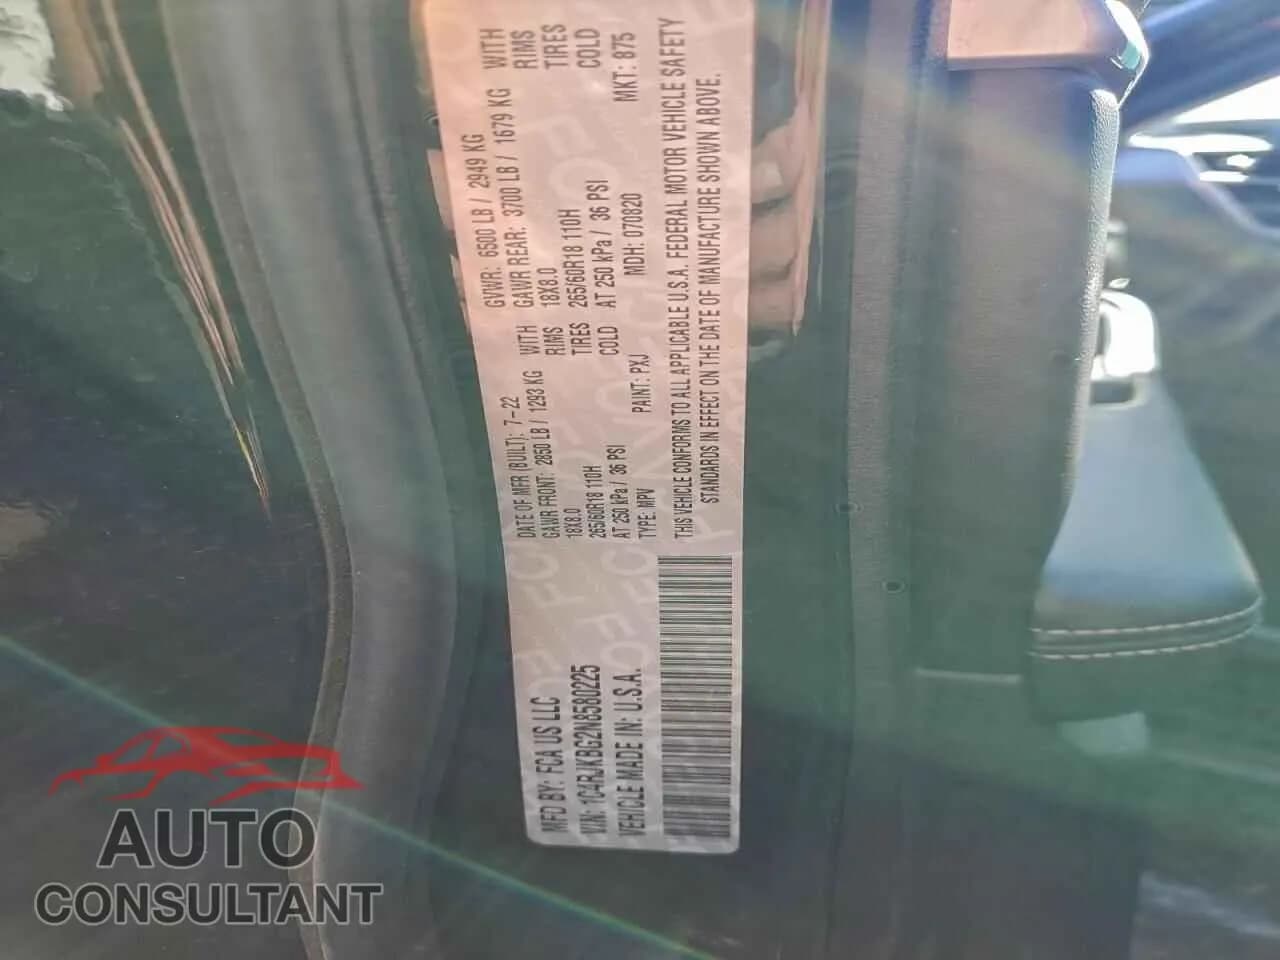 MFD BY: FCA US LLC
DATE OF MFR (BUILT): 7-22
GVWR: 6500 LB / 2949 KG
GAWR FRONT: 2850 LB / 1293 KG WITH
GAWR REAR: 3700 LB / 1679 KG WITH
18X8.0 RIMS
18X8.0 RIMS
265/60R18 110H TIRES
265/60R18 110H TIRES
AT 250 kPa / 36 PSI COLD
AT 250 kPa / 36 PSI COLD
VIN: 1C4RJKBG2N8580225
TYPE: MPV
PAINT: PXJ
MDH: 070820
MKT: 875
VEHICLE MADE IN: U.S.A.
THIS VEHICLE CONFORMS TO ALL APPLICABLE U.S.A. FEDERAL MOTOR VEHICLE SAFETY
STANDARDS IN EFFECT ON THE DATE OF MANUFACTURE SHOWN ABOVE.
AUTO
CONSULTANT